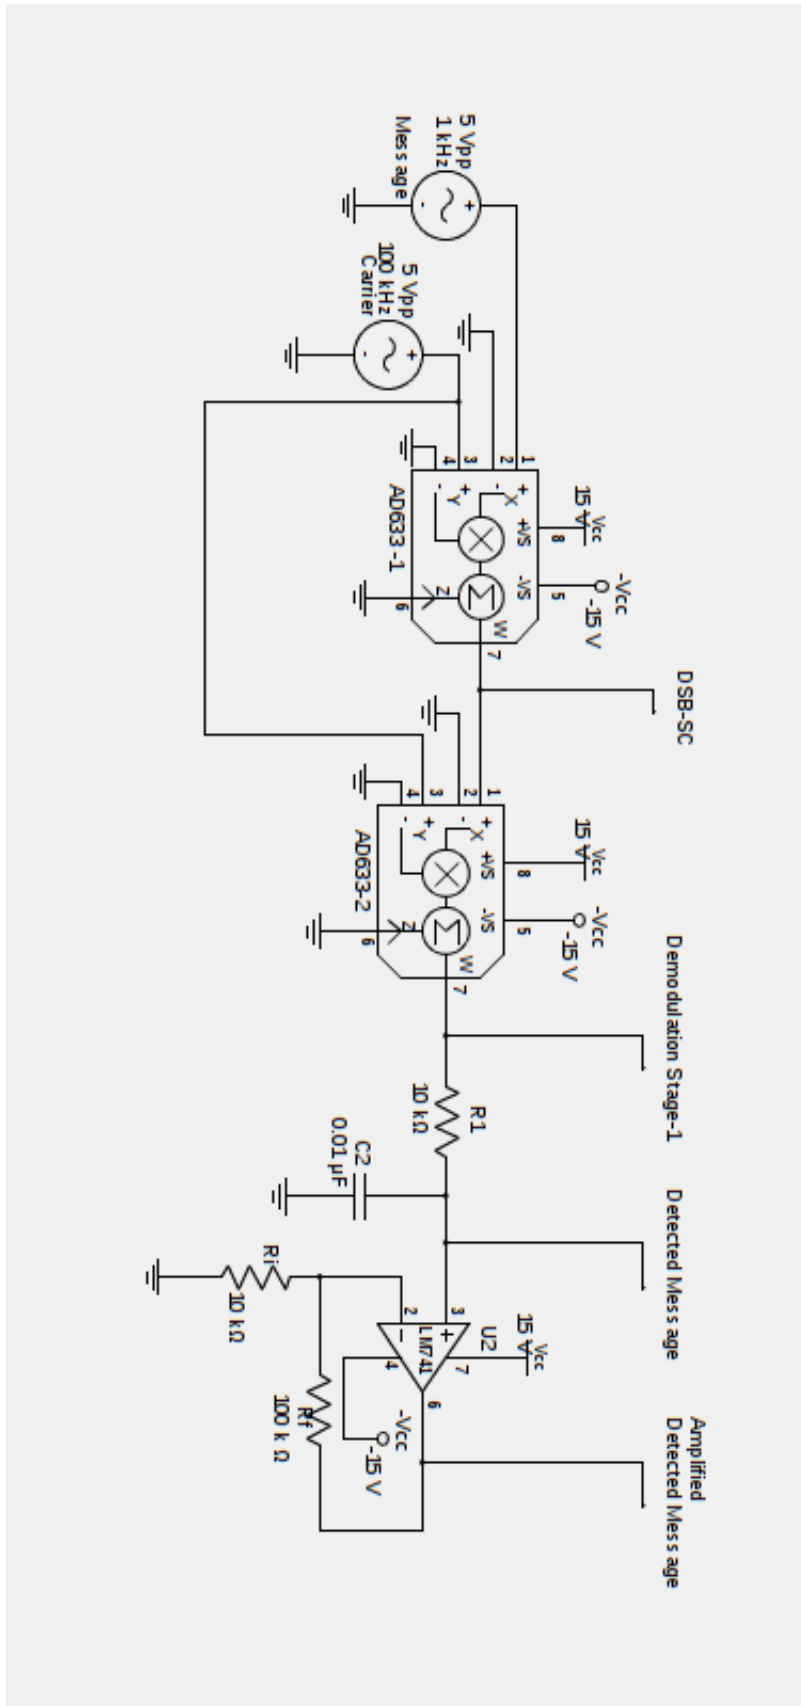 5 Vpp
1 kHz
Message
5 Vpp
100 kHz
Carrier
1
2
3
4
+
-
X
+
Y
-
+VS
-VS
8
5
Vcc
15 V
-Vcc
-15 V
Σ
Z
6
W
7
AD633 -1
DSB-SC
1
2
3
4
+
-
X
+
Y
-
+VS
-VS
8
5
Vcc
15 V
-Vcc
-15 V
Σ
Z
6
W
7
AD633-2
Demodulation Stage-1
R1
10 kΩ
C2
0.01 µF
Detected Message
Ri
10 kΩ
U2
LM741
3
2
+
-
7
4
6
Vcc
15 V
-Vcc
-15 V
Rf
100 k Ω
Amplified
Detected Message